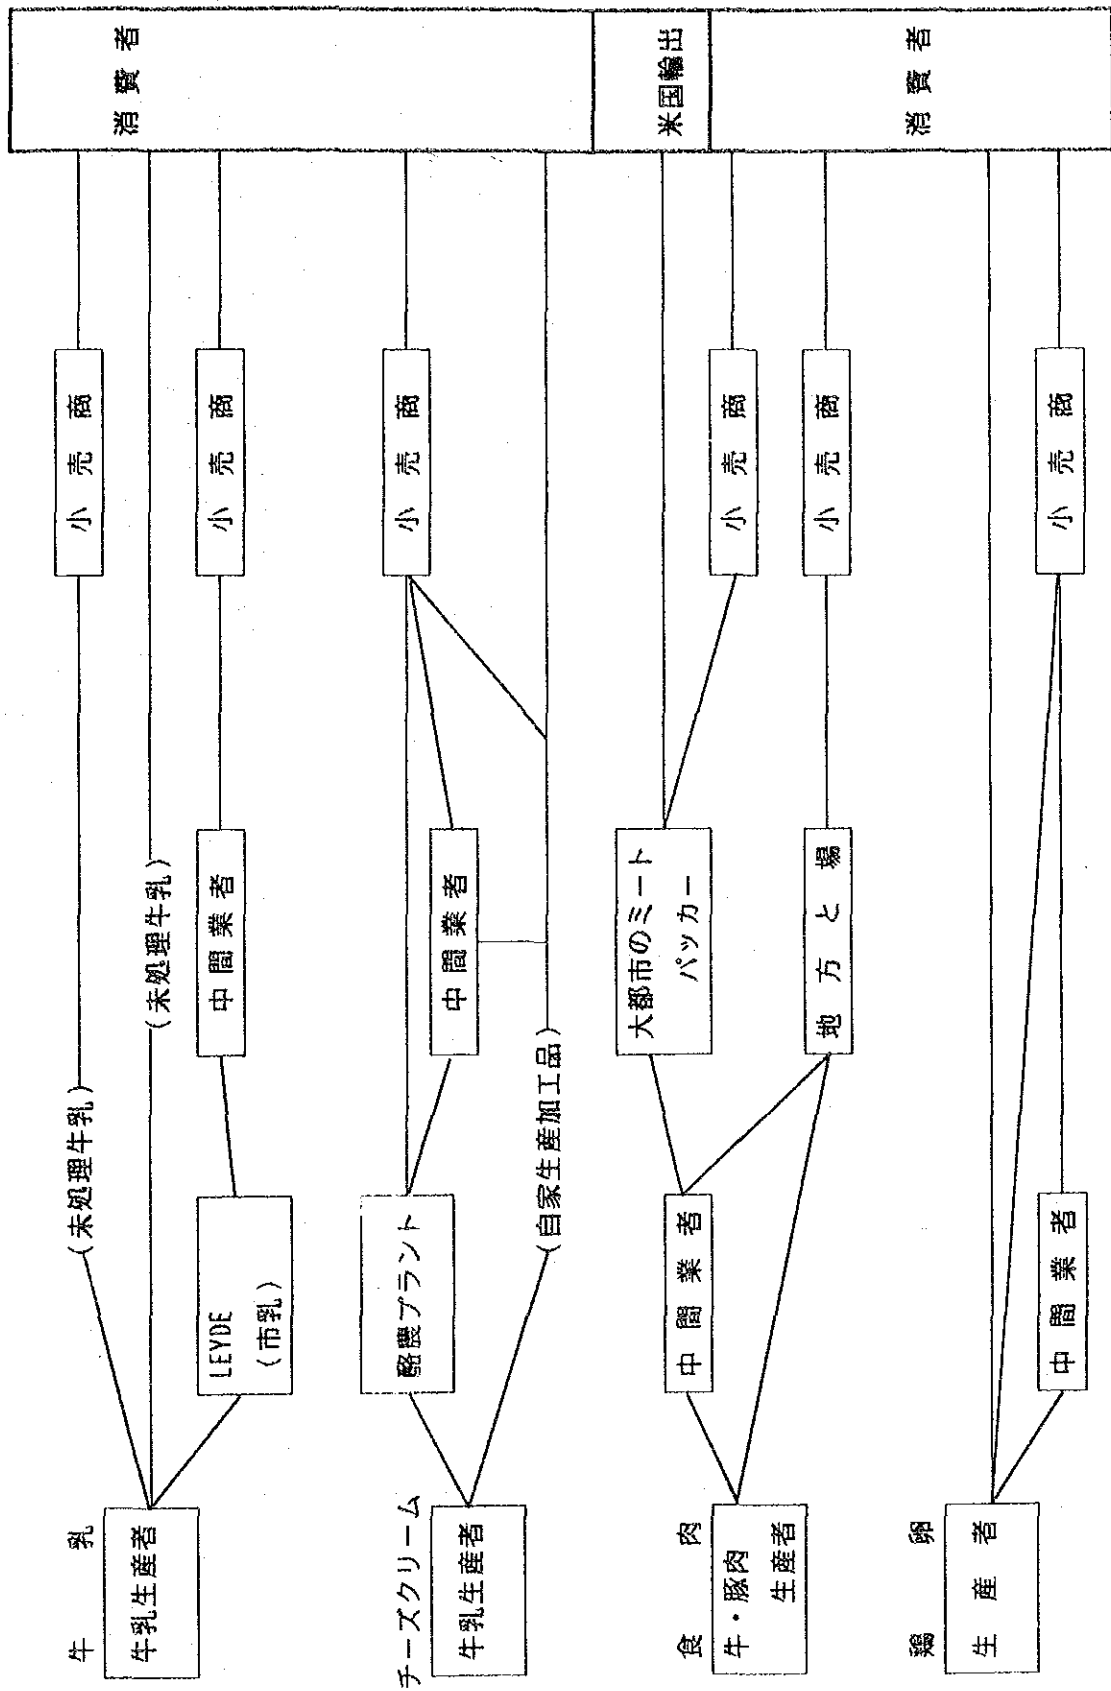 牛乳
牛乳生産者
(未処理牛乳)
小売商
(未処理牛乳)
LEYDE
(市乳)
中間業者
小売商
消費者
チーズクリーム
牛乳生産者
酪農プラント
中間業者
小売商
(自家生産加工品)
食肉
牛・豚肉
生産者
中間業者
大都市のミート
パッカー
米国輸出
小売商
地方と場
小売商
鶏卵
生産者
中間業者
小売商
消費者